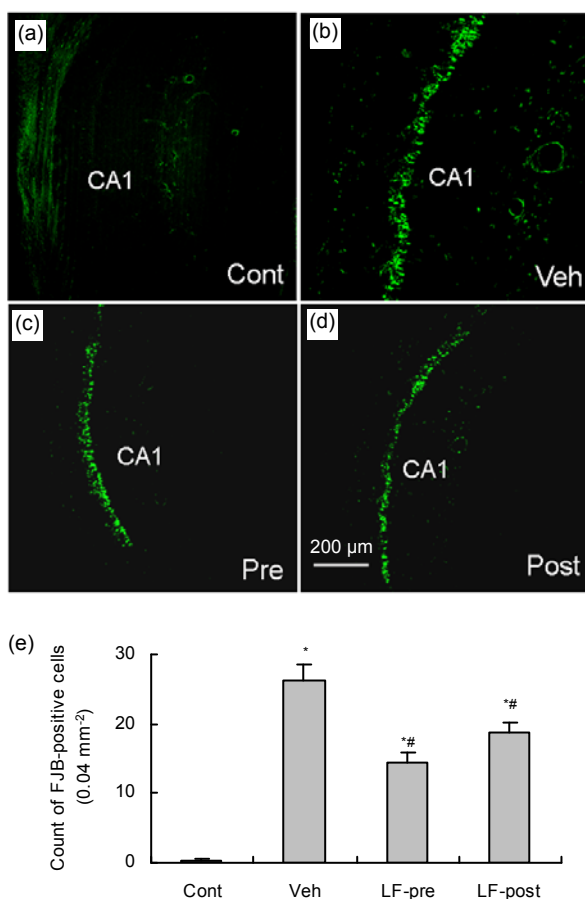 (a)
CA1
Cont
(b)
CA1
Veh
(c)
CA1
Pre
(d)
CA1
200 µm
Post
(e)
Count of FJB-positive cells
(0.04 mm⁻²)
30
20
10
0
*
*#
*#
Cont Veh LF-pre LF-post